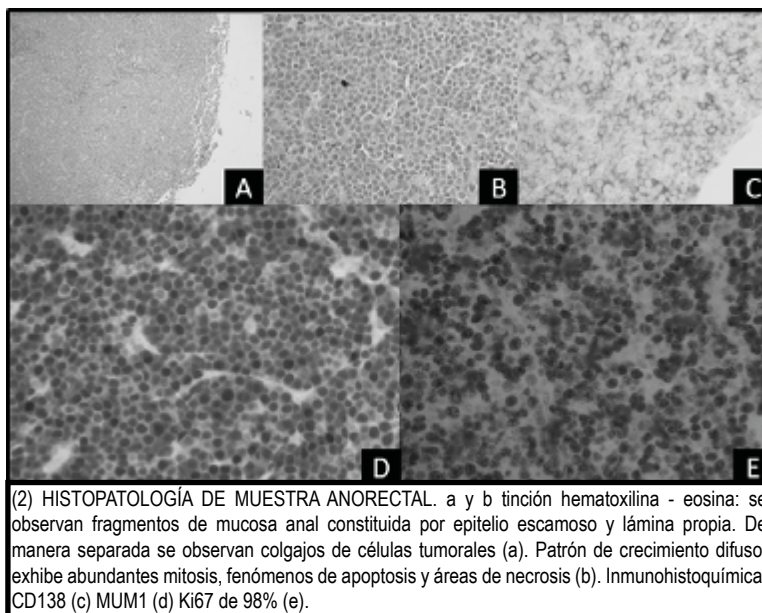 A
B
C
D
E
(2) HISTOPATOLOGÍA DE MUESTRA ANORECTAL. a y b tinción hematoxilina - eosina: se
observan fragmentos de mucosa anal constituida por epitelio escamoso y lámina propia. De
manera separada se observan colgajos de células tumorales (a). Patrón de crecimiento difuso
exhibe abundantes mitosis, fenómenos de apoptosis y áreas de necrosis (b). Inmunohistoquímica
CD138 (c) MUM1 (d) Ki67 de 98% (e).